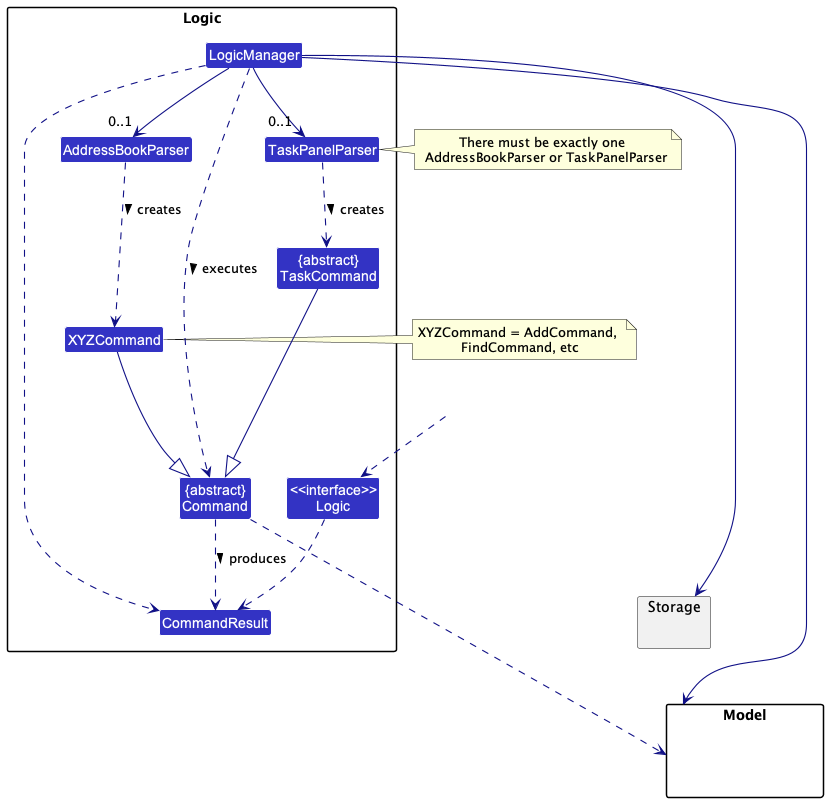 Logic
LogicManager
0..1
0..1
AddressBookParser
TaskPanelParser
There must be exactly one
AddressBookParser or TaskPanelParser
creates
creates
{abstract}
TaskCommand
executes
XYZCommand
XYZCommand = AddCommand,
FindCommand, etc
{abstract}
Command
<<interface>>
Logic
produces
CommandResult
Storage
Model